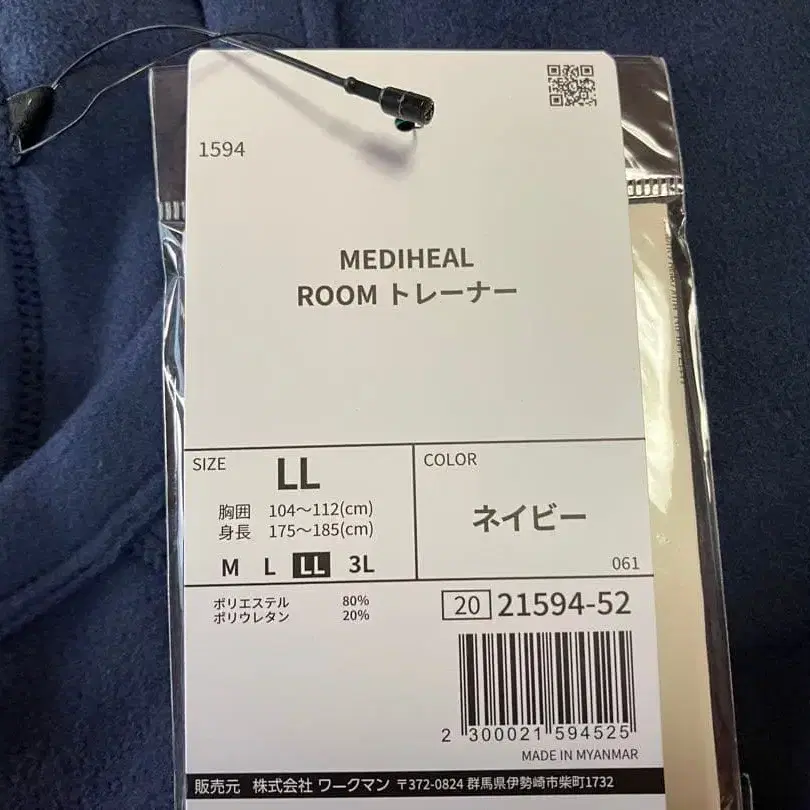 1594
MEDIHEAL
ROOM トレーナー
SIZE
LL
胸囲 104～112(cm)
身長 175～185(cm)
M L LL 3L
COLOR
ネイビー
061
ポリエステル 80%
ポリウレタン 20%
20 21594-52
2 300021 594525
MADE IN MYANMAR
販売元 株式会社 ワークマン 〒372-0824 群馬県伊勢崎市柴町1732